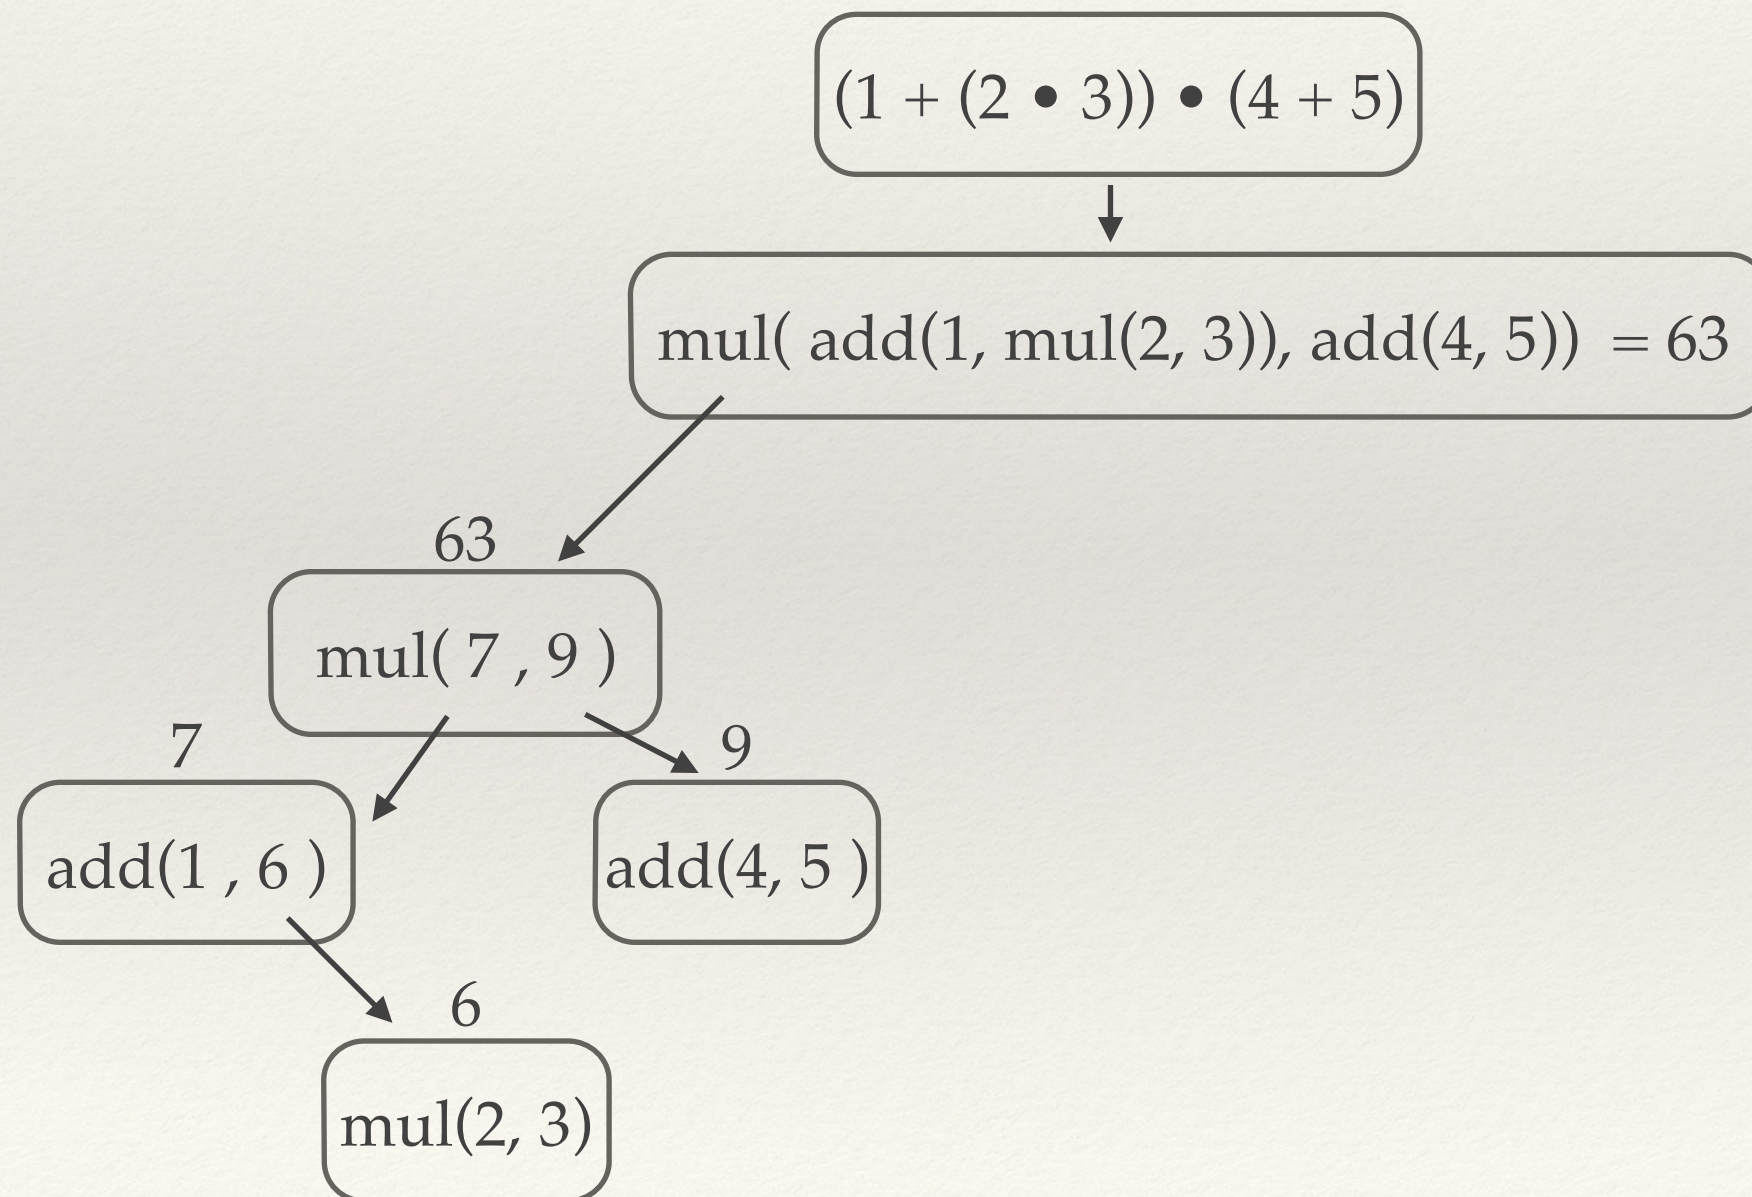 (1 + (2 • 3)) • (4 + 5)
mul( add(1, mul(2, 3)), add(4, 5)) = 63
63
mul( 7 , 9 )
7
9
add(1 , 6 )
add(4, 5 )
6
mul(2, 3)